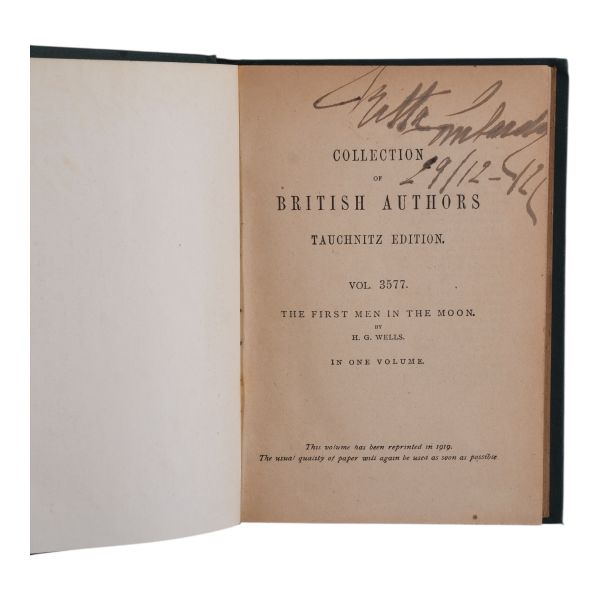 29/12-
COLLECTION
OF
BRITISH AUTHORS
TAUCHNITZ EDITION.
VOL. 3577.
THE FIRST MEN IN THE MOON.
BY
H. G. WELLS.
IN ONE VOLUME.
This volume has been reprinted in 1919.
The usual quality of paper will again be used as soon as possible